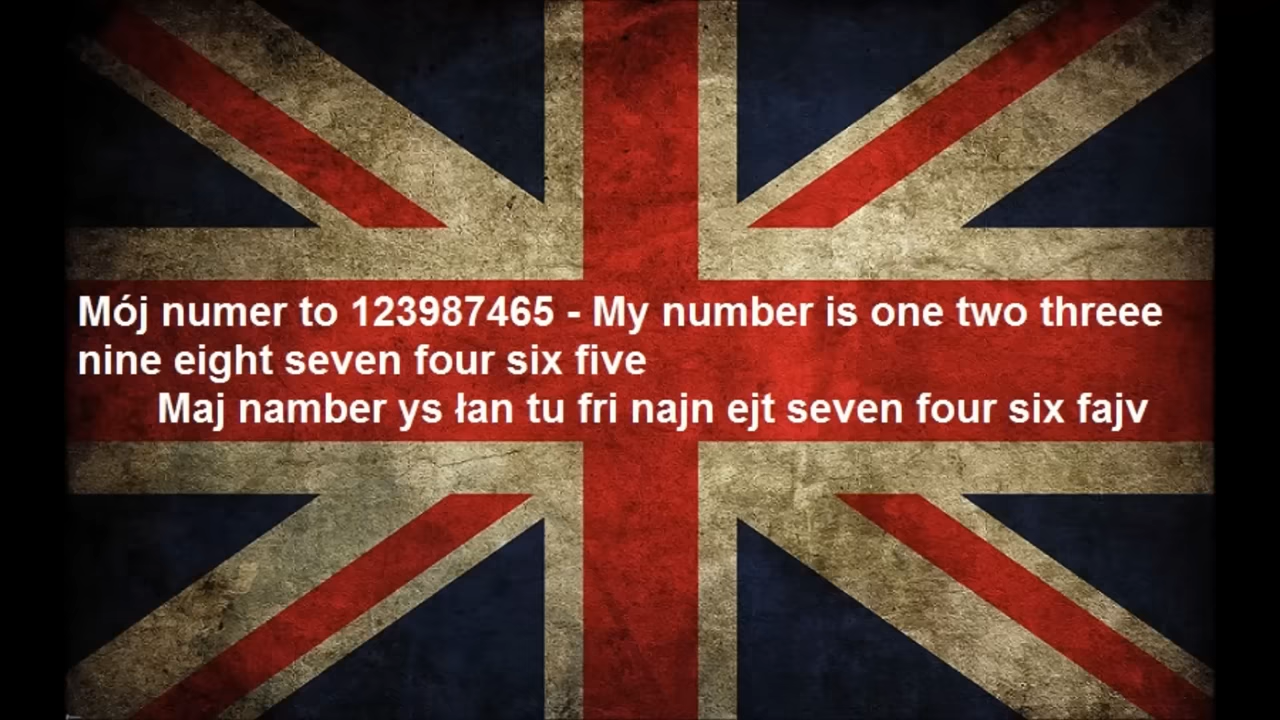 Mój numer to 123987465 - My number is one two threee
nine eight seven four six five
Maj namber ys łan tu fri najn ejt seven four six fajv